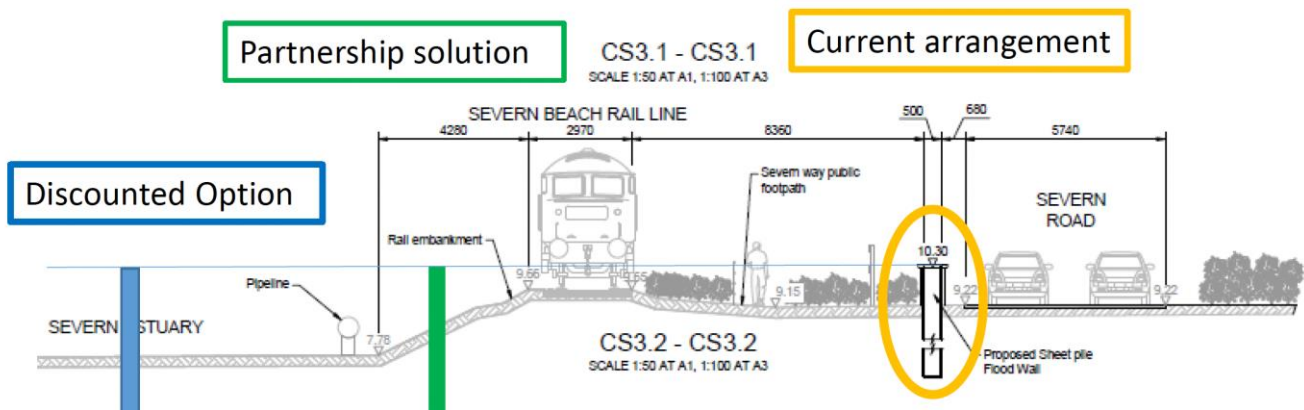 Partnership solution
CS3.1 - CS3.1
SCALE 1:50 AT A1, 1:100 AT A3
Current arrangement
SEVERN BEACH RAIL LINE
4280
2970
8360
500
680
5740
Discounted Option
Severn way public
footpath
SEVERN
ROAD
Rail embankment
10.30
Pipeline
9.66
9.15
9.22
9.22
SEVERN
7.78
CS3.2 - CS3.2
SCALE 1:50 AT A1, 1:100 AT A3
Proposed Sheet pile
Flood Wall